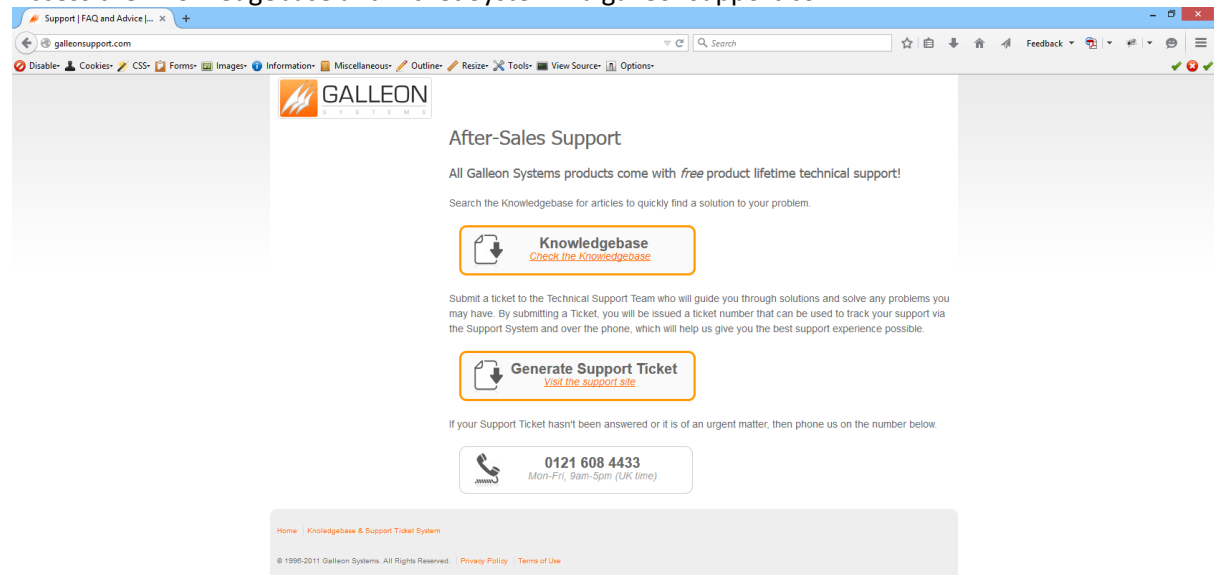 Support | FAQ and Advice |... × +
galleonsupport.com Search Feedback
Disable Cookies CSS Forms Images Information Miscellaneous Outline Resize Tools View Source Options
GALLEON
SYSTEMS
After-Sales Support
All Galleon Systems products come with free product lifetime technical support!
Search the Knowledgebase for articles to quickly find a solution to your problem.
Knowledgebase
Check the Knowledgebase
Submit a ticket to the Technical Support Team who will guide you through solutions and solve any problems you
may have. By submitting a Ticket, you will be issued a ticket number that can be used to track your support via
the Support System and over the phone, which will help us give you the best support experience possible.
Generate Support Ticket
Visit the support site
If your Support Ticket hasn't been answered or it is of an urgent matter, then phone us on the number below.
0121 608 4433
Mon-Fri, 9am-5pm (UK time)
Home | Knoledgebase & Support Ticket System
© 1996-2011 Galleon Systems. All Rights Reserved. | Privacy Policy | Terms of Use